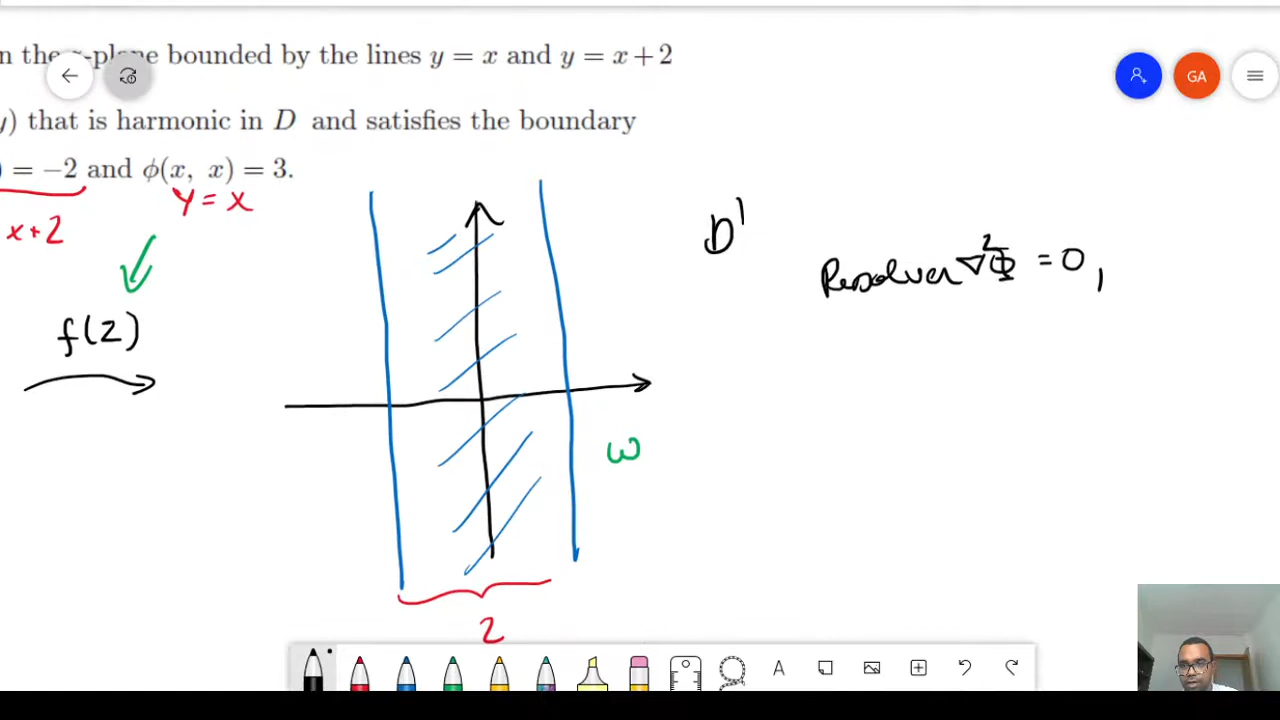 n the z-plane bounded by the lines y = x and y = x + 2
y) that is harmonic in D and satisfies the boundary
) = −2 and ϕ(x, x) = 3.
x+2
y = x
D'
Resolver ∇²Φ = 0,
f(z)
ω
2
GA
A